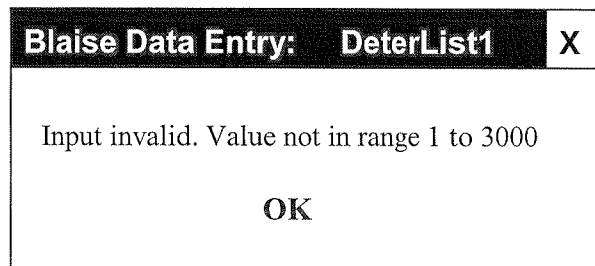 Blaise Data Entry: DeterList1 X
Input invalid. Value not in range 1 to 3000
OK